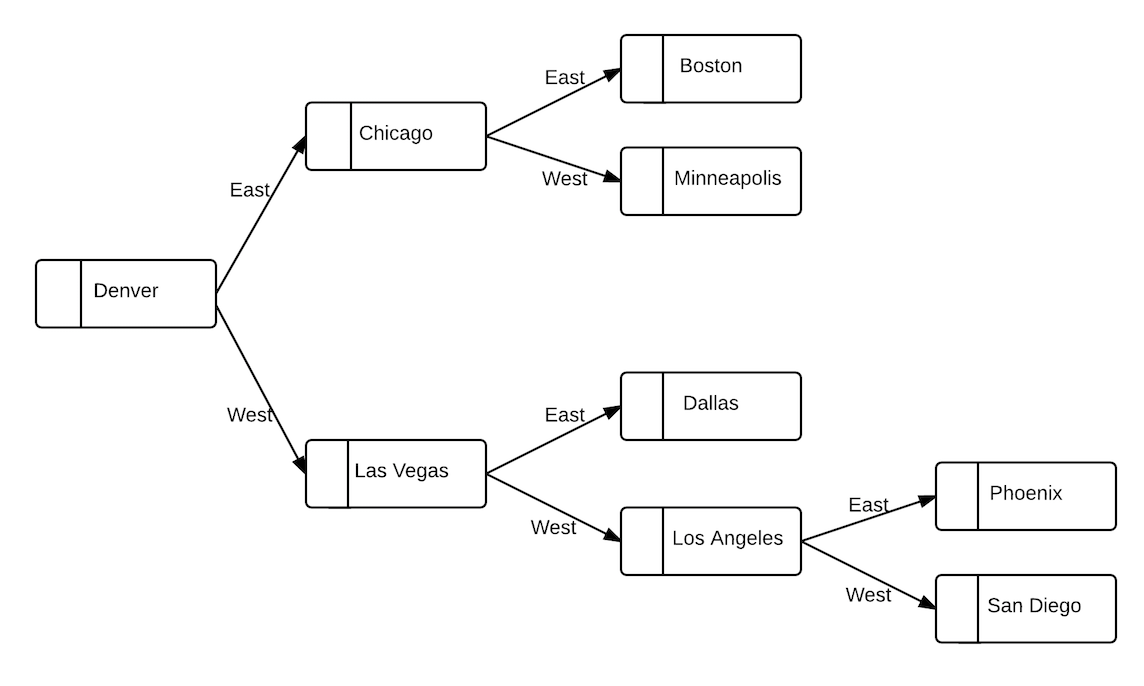 Boston
East
Chicago
West
Minneapolis
East
Denver
West
Dallas
East
Las Vegas
West
Los Angeles
East
Phoenix
West
San Diego